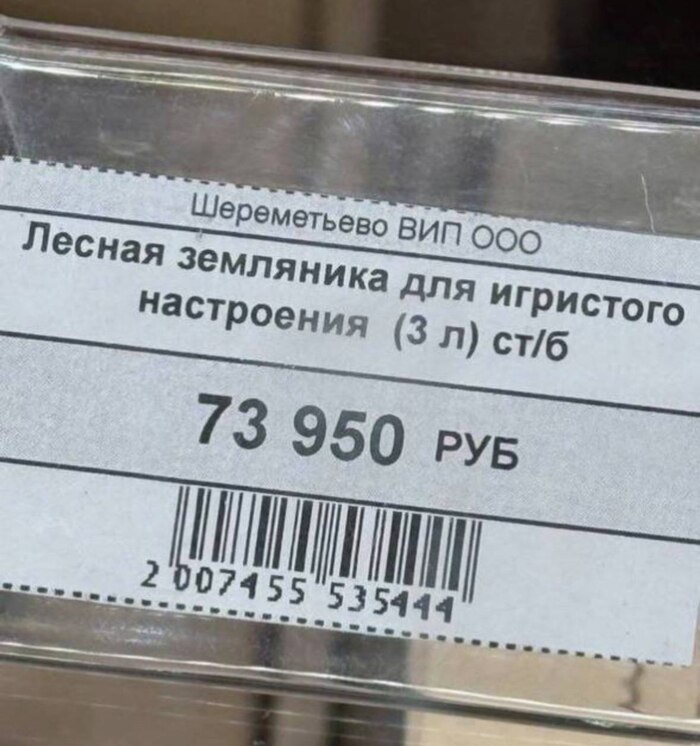 Шереметьево ВИП ООО
Лесная земляника для игристого
настроения (3 л) ст/б
73 950 РУБ
2 007455 535444